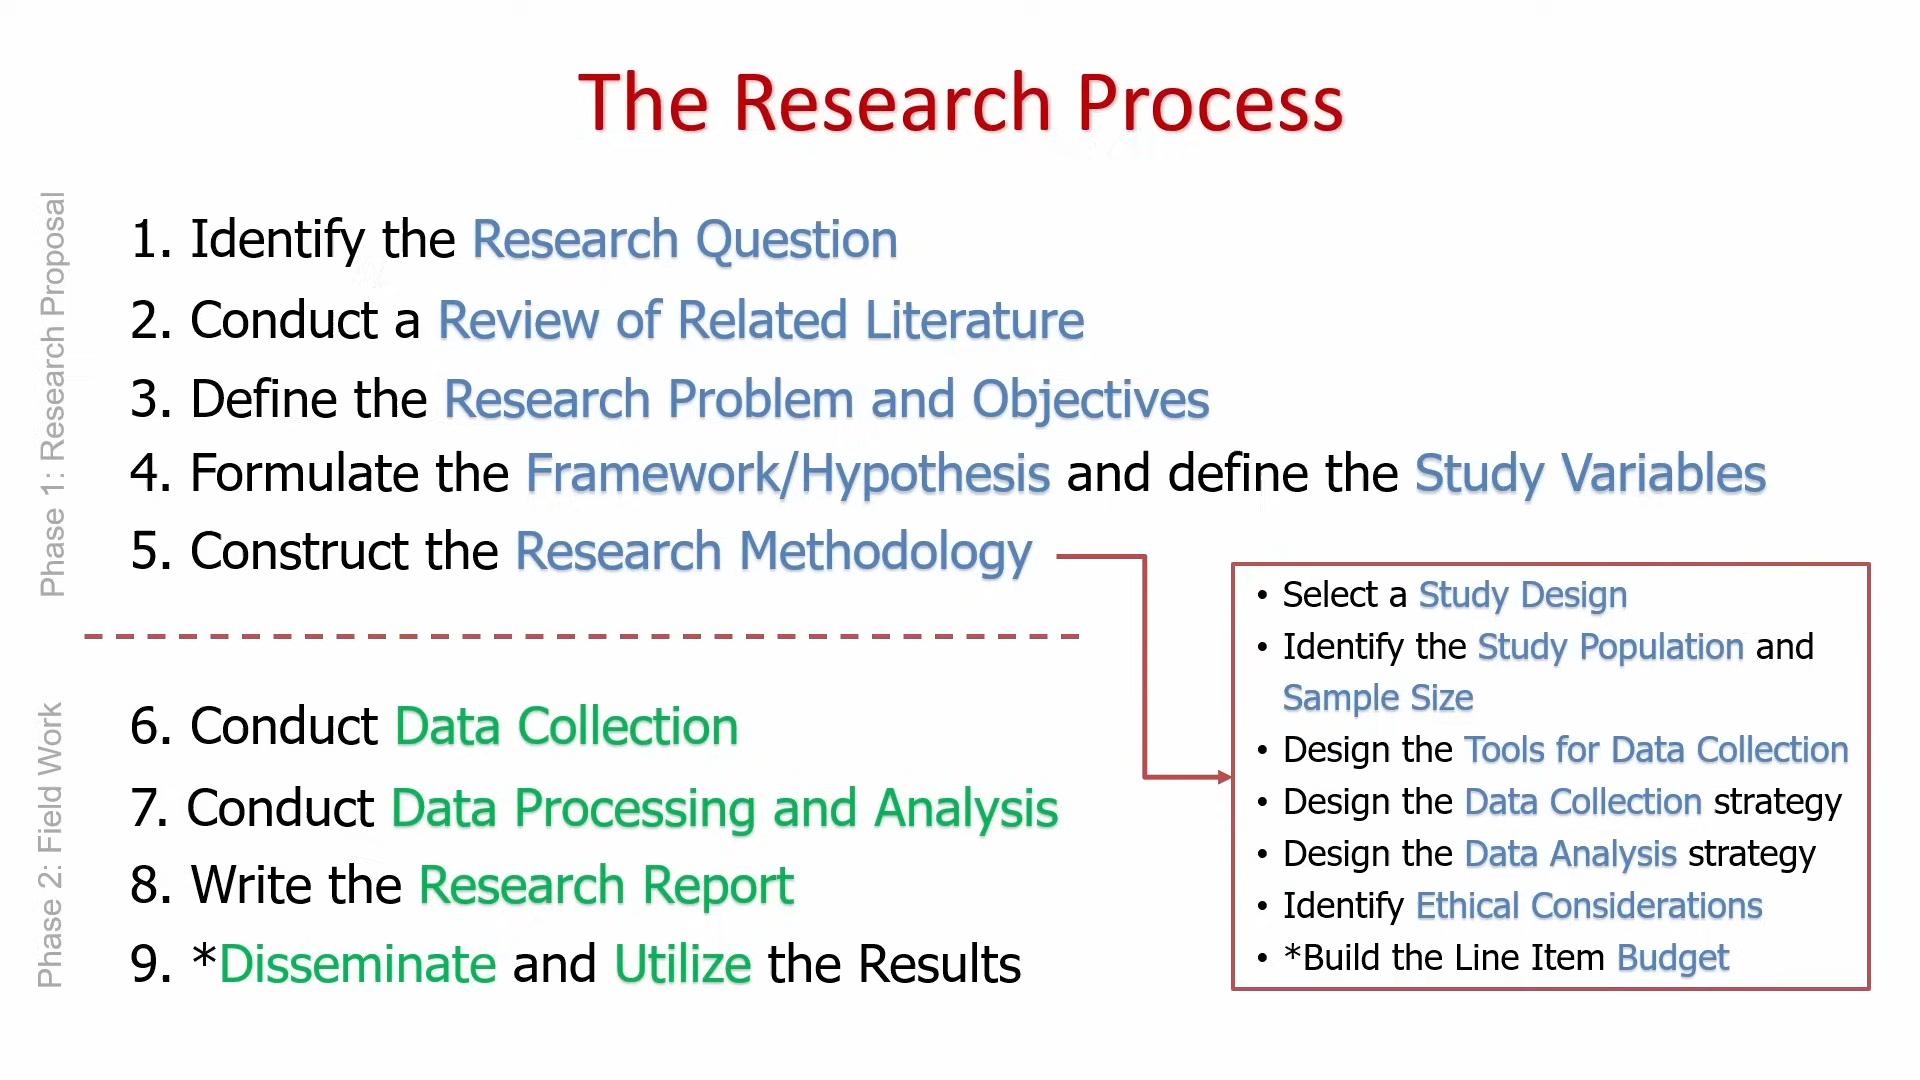 The Research Process
Phase 1: Research Proposal
1. Identify the Research Question
2. Conduct a Review of Related Literature
3. Define the Research Problem and Objectives
4. Formulate the Framework/Hypothesis and define the Study Variables
5. Construct the Research Methodology
• Select a Study Design
• Identify the Study Population and
Sample Size
• Design the Tools for Data Collection
• Design the Data Collection strategy
• Design the Data Analysis strategy
• Identify Ethical Considerations
• *Build the Line Item Budget
Phase 2: Field Work
6. Conduct Data Collection
7. Conduct Data Processing and Analysis
8. Write the Research Report
9. *Disseminate and Utilize the Results